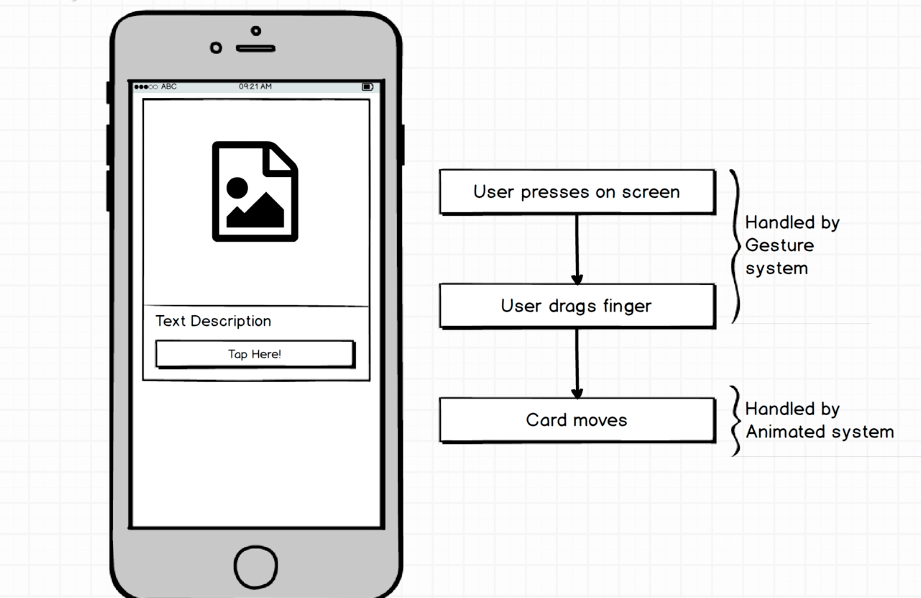 ABC
09:21 AM
Text Description
Tap Here!
User presses on screen
User drags finger
Card moves
Handled by
Gesture
system
Handled by
Animated system